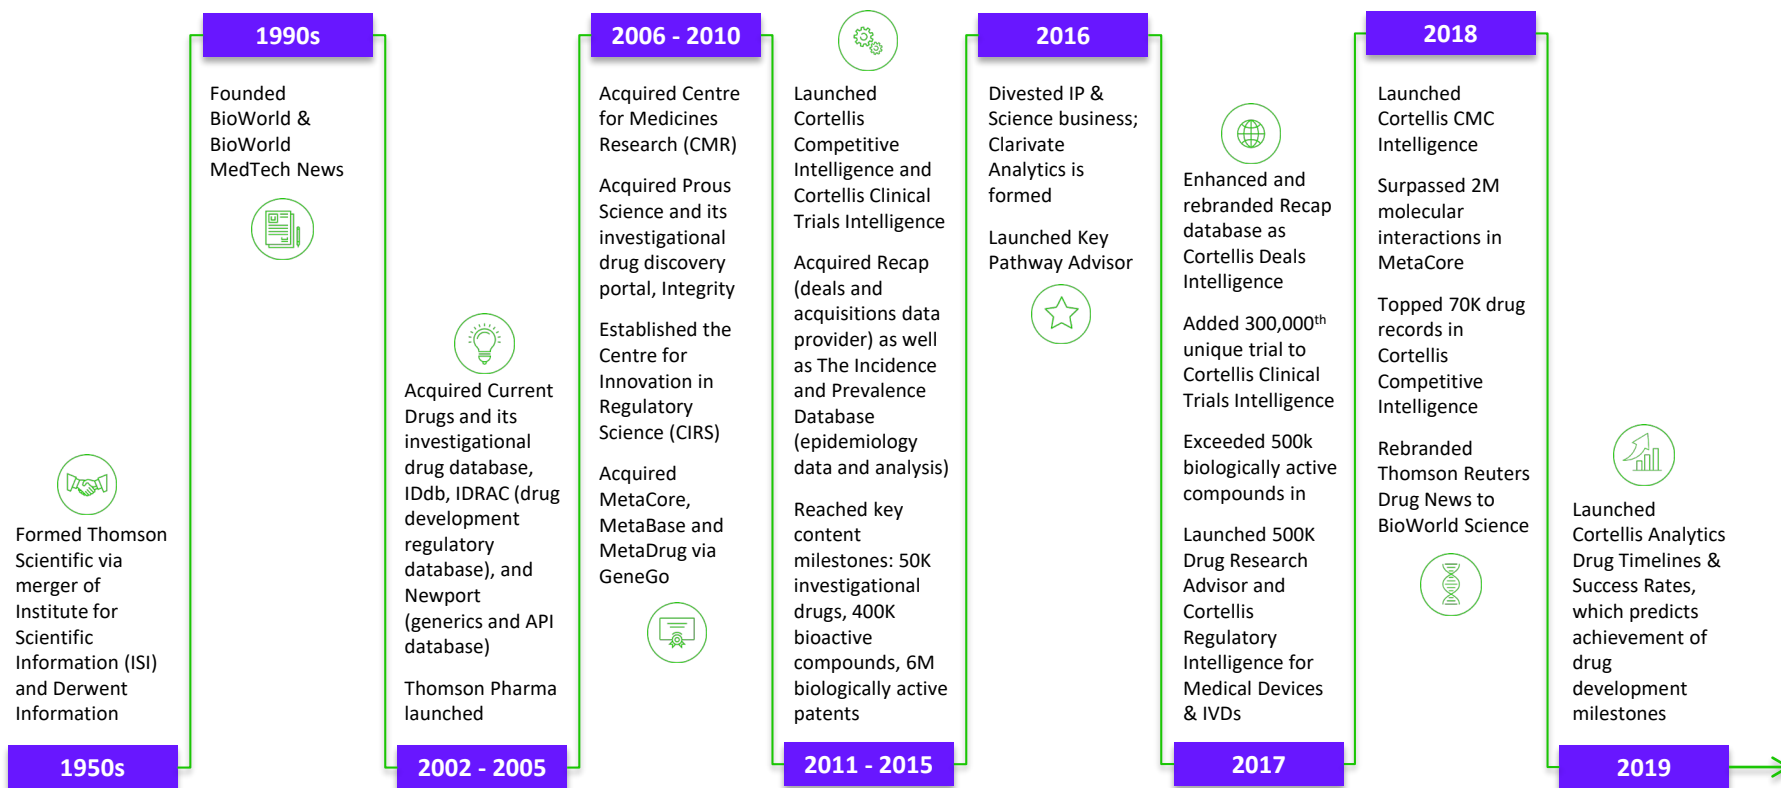 1950s
Formed Thomson
Scientific via
merger of
Institute for
Scientific
Information (ISI)
and Derwent
Information
1990s
Founded
BioWorld &
BioWorld
MedTech News
2002 - 2005
Acquired Current
Drugs and its
investigational
drug database,
IDdb, IDRAC (drug
development
regulatory
database), and
Newport
(generics and API
database)
Thomson Pharma
launched
2006 - 2010
Acquired Centre
for Medicines
Research (CMR)
Acquired Prous
Science and its
investigational
drug discovery
portal, Integrity
Established the
Centre for
Innovation in
Regulatory
Science (CIRS)
Acquired
MetaCore,
MetaBase and
MetaDrug via
GeneGo
2011 - 2015
Launched
Cortellis
Competitive
Intelligence and
Cortellis Clinical
Trials Intelligence
Acquired Recap
(deals and
acquisitions data
provider) as well
as The Incidence
and Prevalence
Database
(epidemiology
data and analysis)
Reached key
content
milestones: 50K
investigational
drugs, 400K
bioactive
compounds, 6M
biologically active
patents
2016
Divested IP &
Science business;
Clarivate
Analytics is
formed
Launched Key
Pathway Advisor
2017
Enhanced and
rebranded Recap
database as
Cortellis Deals
Intelligence
Added 300,000th
unique trial to
Cortellis Clinical
Trials Intelligence
Exceeded 500k
biologically active
compounds in
Launched 500K
Drug Research
Advisor and
Cortellis
Regulatory
Intelligence for
Medical Devices
& IVDs
2018
Launched
Cortellis CMC
Intelligence
Surpassed 2M
molecular
interactions in
MetaCore
Topped 70K drug
records in
Cortellis
Competitive
Intelligence
Rebranded
Thomson Reuters
Drug News to
BioWorld Science
2019
Launched
Cortellis Analytics
Drug Timelines &
Success Rates,
which predicts
achievement of
drug
development
milestones